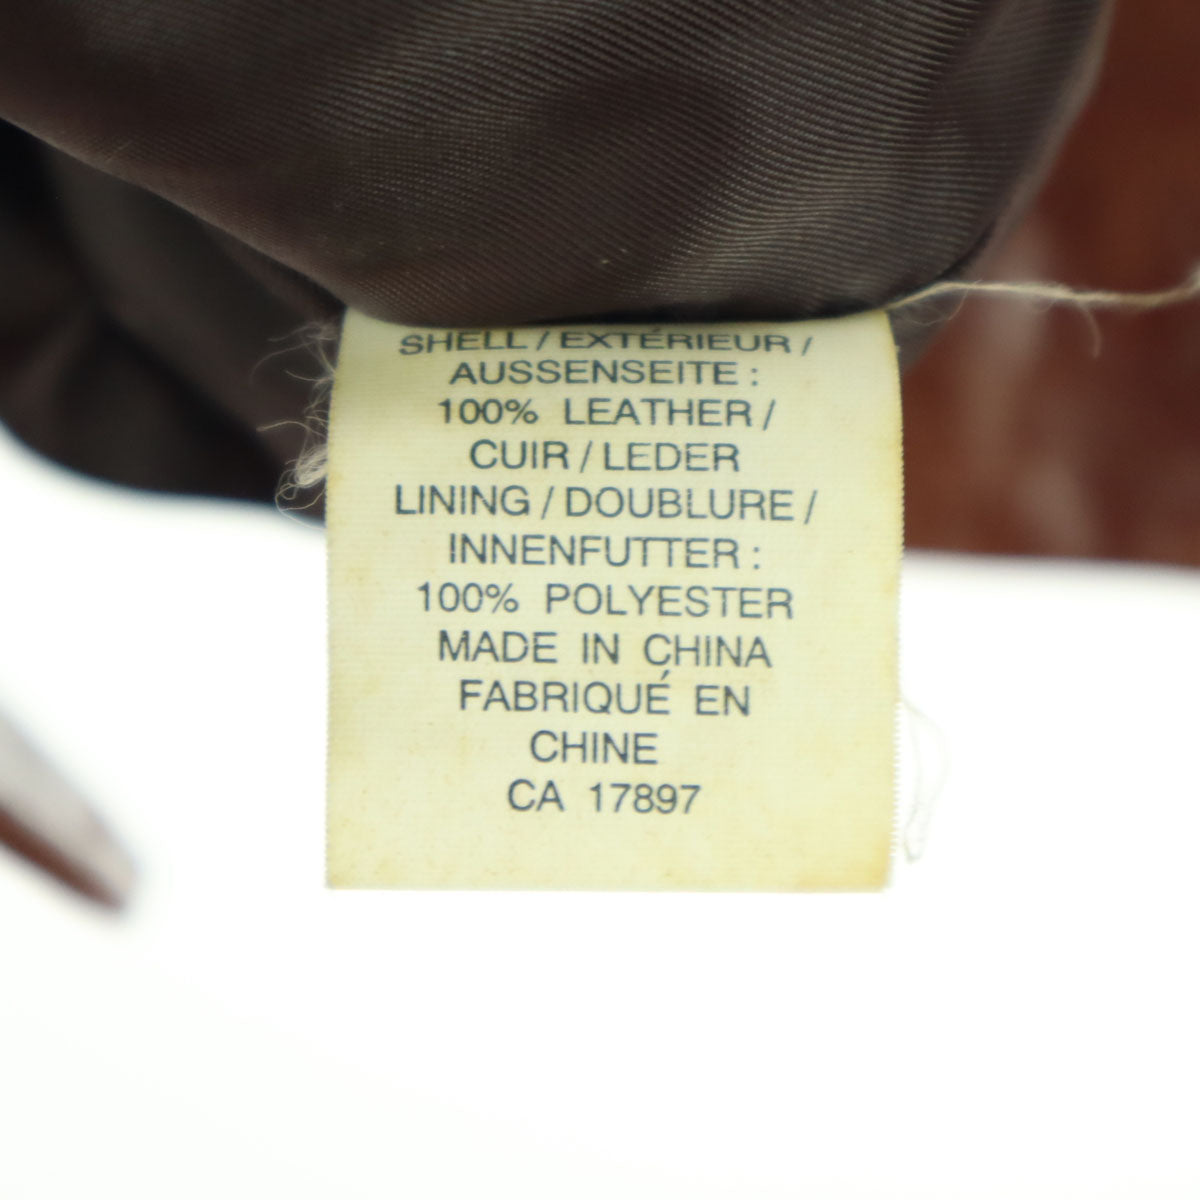 SHELL / EXTÉRIEUR /
AUSSENSEITE :
100% LEATHER /
CUIR / LEDER
LINING / DOUBLURE /
INNENFUTTER :
100% POLYESTER
MADE IN CHINA
FABRIQUÉ EN
CHINE
CA 17897